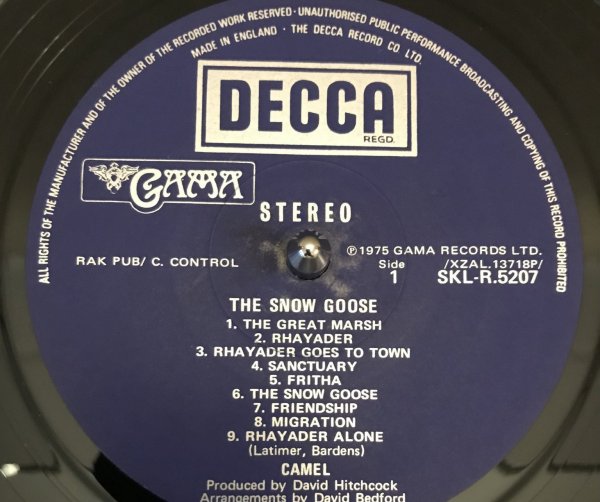 ALL RIGHTS OF THE MANUFACTURER AND OF THE OWNER OF THE RECORDED WORK RESERVED · UNAUTHORISED PUBLIC PERFORMANCE BROADCASTING AND COPYING OF THIS RECORD PROHIBITED
MADE IN ENGLAND · THE DECCA RECORD CO LTD.
DECCA
REGD.
GAMA
STEREO
RAK PUB/ C. CONTROL
℗1975 GAMA RECORDS LTD.
Side /XZAL.13718P/
1 SKL-R.5207
THE SNOW GOOSE
1. THE GREAT MARSH
2. RHAYADER
3. RHAYADER GOES TO TOWN
4. SANCTUARY
5. FRITHA
6. THE SNOW GOOSE
7. FRIENDSHIP
8. MIGRATION
9. RHAYADER ALONE
(Latimer, Bardens)
CAMEL
Produced by David Hitchcock
Arrangements by David Bedford